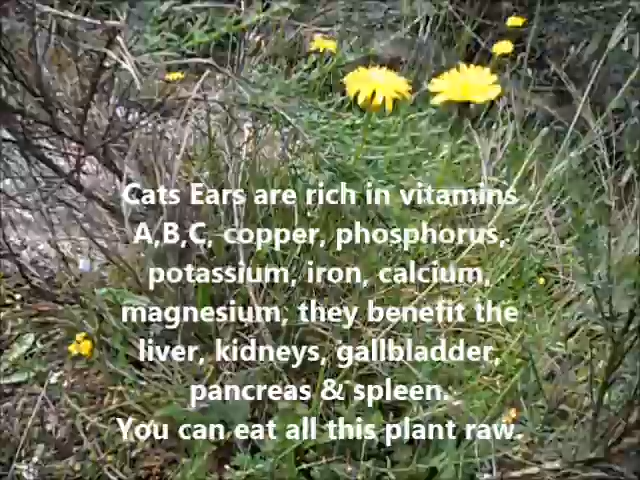 Cats Ears are rich in vitamins
A,B,C, copper, phosphorus,
potassium, iron, calcium,
magnesium, they benefit the
liver, kidneys, gallbladder,
pancreas & spleen.
You can eat all this plant raw.